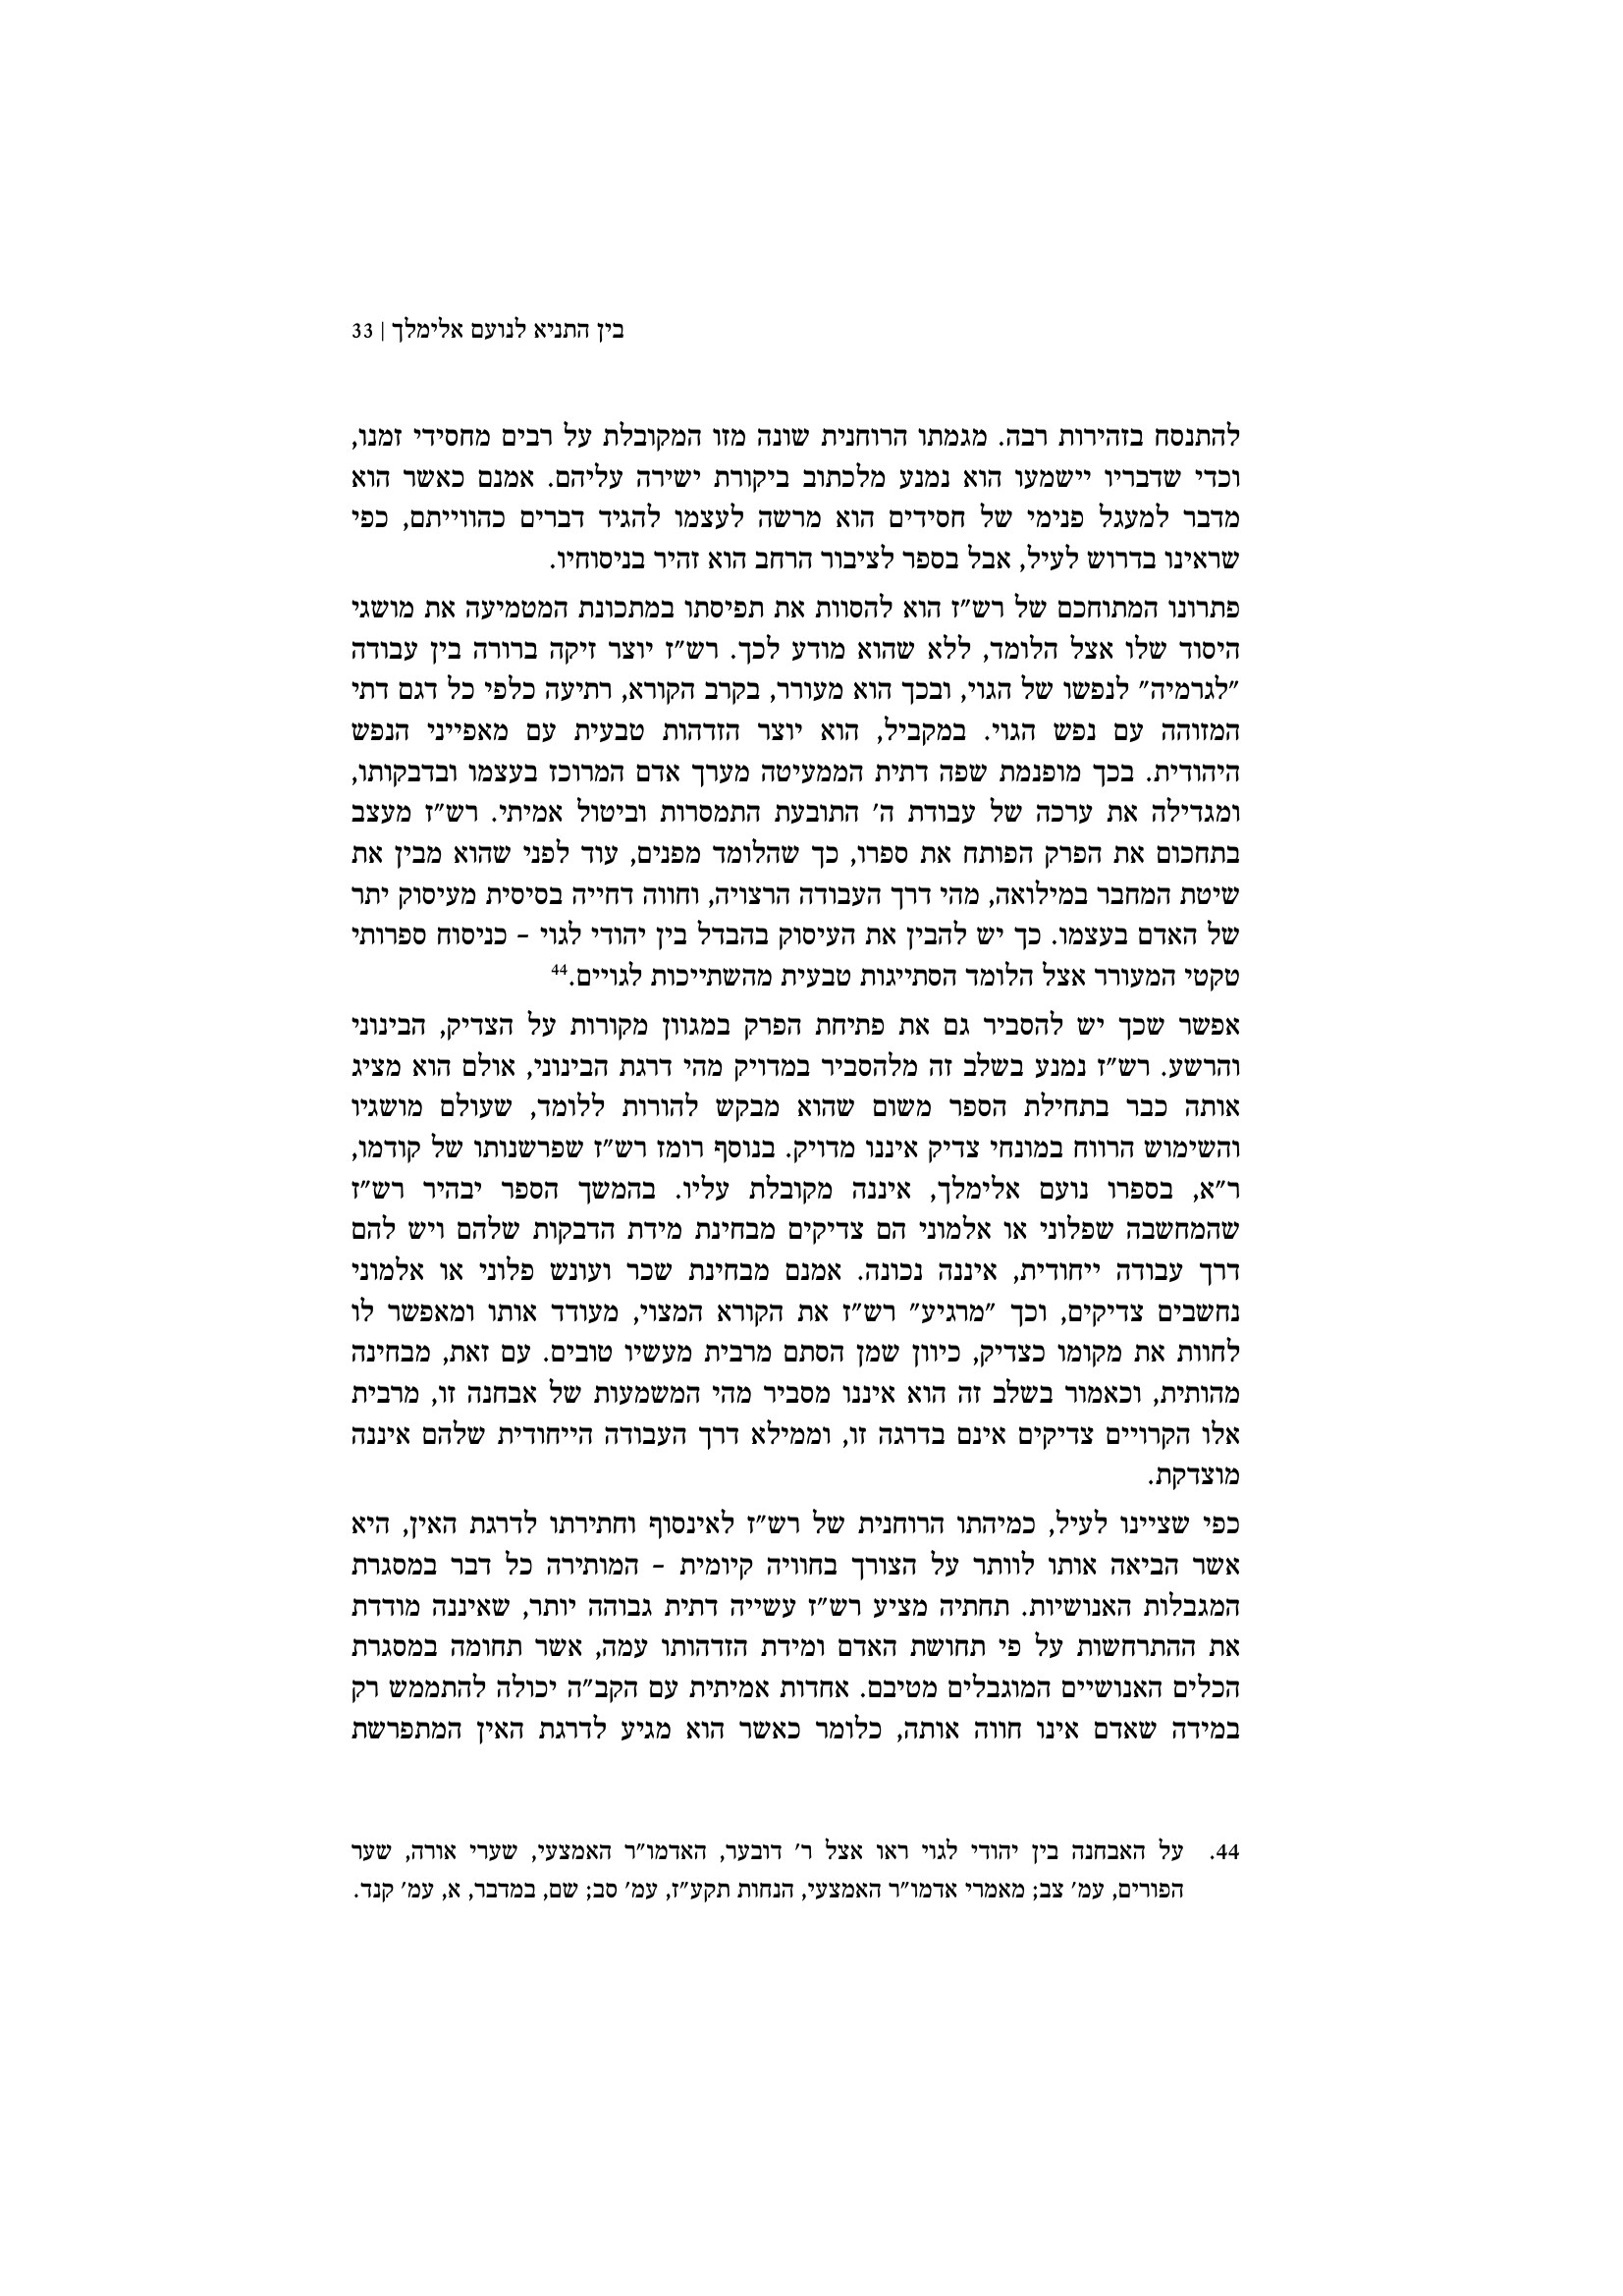 בין התניא לנועם אלימלך | 33
להתנסח בזהירות רבה. מגמתו הרוחנית שונה מזו המקובלת על רבים מחסידי זמנו,
וכדי שדבריו יישמעו הוא נמנע מלכתוב ביקורת ישירה עליהם. אמנם כאשר הוא
מדבר למעגל פנימי של חסידים הוא מרשה לעצמו להגיד דברים כהווייתם, כפי
שראינו בדרוש לעיל, אבל בספר לציבור הרחב הוא זהיר בניסוחיו.
פתרונו המתוחכם של רש״ז הוא להסוות את תפיסתו במתכונת המטמיעה את מושגי
היסוד שלו אצל הלומד, ללא שהוא מודע לכך. רש״ז יוצר זיקה ברורה בין עבודה
״לגרמיה״ לנפשו של הגוי, ובכך הוא מעורר, בקרב הקורא, רתיעה כלפי כל דגם דתי
המזוהה עם נפש הגוי. במקביל, הוא יוצר הזדהות טבעית עם מאפייני הנפש
היהודית. בכך מופנמת שפה דתית הממעיטה מערך אדם המרוכז בעצמו ובדבקותו,
ומגדילה את ערכה של עבודת ה׳ התובעת התמסרות וביטול אמיתי. רש״ז מעצב
בתחכום את הפרק הפותח את ספרו, כך שהלומד מפנים, עוד לפני שהוא מבין את
שיטת המחבר במילואה, מהי דרך העבודה הרצויה, וחווה דחייה בסיסית מעיסוק יתר
של האדם בעצמו. כך יש להבין את העיסוק בהבדל בין יהודי לגוי – כניסוח ספרותי
טקטי המעורר אצל הלומד הסתייגות טבעית מהשתייכות לגויים.44
אפשר שכך יש להסביר גם את פתיחת הפרק במגוון מקורות על הצדיק, הבינוני
והרשע. רש״ז נמנע בשלב זה מלהסביר במדויק מהי דרגת הבינוני, אולם הוא מציג
אותה כבר בתחילת הספר משום שהוא מבקש להורות ללומד, שעולם מושגיו
והשימוש הרווח במונחי צדיק איננו מדויק. בנוסף רומז רש״ז שפרשנותו של קודמו,
ר״א, בספרו נועם אלימלך, איננה מקובלת עליו. בהמשך הספר יבהיר רש״ז
שהמחשבה שפלוני או אלמוני הם צדיקים מבחינת מידת הדבקות שלהם ויש להם
דרך עבודה ייחודית, איננה נכונה. אמנם מבחינת שכר ועונש פלוני או אלמוני
נחשבים צדיקים, וכך ״מרגיע״ רש״ז את הקורא המצוי, מעודד אותו ומאפשר לו
לחוות את מקומו כצדיק, כיוון שמן הסתם מרבית מעשיו טובים. עם זאת, מבחינה
מהותית, וכאמור בשלב זה הוא איננו מסביר מהי המשמעות של אבחנה זו, מרבית
אלו הקרויים צדיקים אינם בדרגה זו, וממילא דרך העבודה הייחודית שלהם איננה
מוצדקת.
כפי שציינו לעיל, כמיהתו הרוחנית של רש״ז לאינסוף וחתירתו לדרגת האין, היא
אשר הביאה אותו לוותר על הצורך בחוויה קיומית – המותירה כל דבר במסגרת
המגבלות האנושיות. תחתיה מציע רש״ז עשייה דתית גבוהה יותר, שאיננה מודדת
את ההתרחשות על פי תחושת האדם ומידת הזדהותו עמה, אשר תחומה במסגרת
הכלים האנושיים המוגבלים מטיבם. אחדות אמיתית עם הקב״ה יכולה להתממש רק
במידה שאדם אינו חווה אותה, כלומר כאשר הוא מגיע לדרגת האין המתפרשת
44. על האבחנה בין יהודי לגוי ראו אצל ר׳ דובער, האדמו״ר האמצעי, שערי אורה, שער
הפורים, עמ׳ צב; מאמרי אדמו״ר האמצעי, הנחות תקע״ז, עמ׳ סב; שם, במדבר, א, עמ׳ קנד.